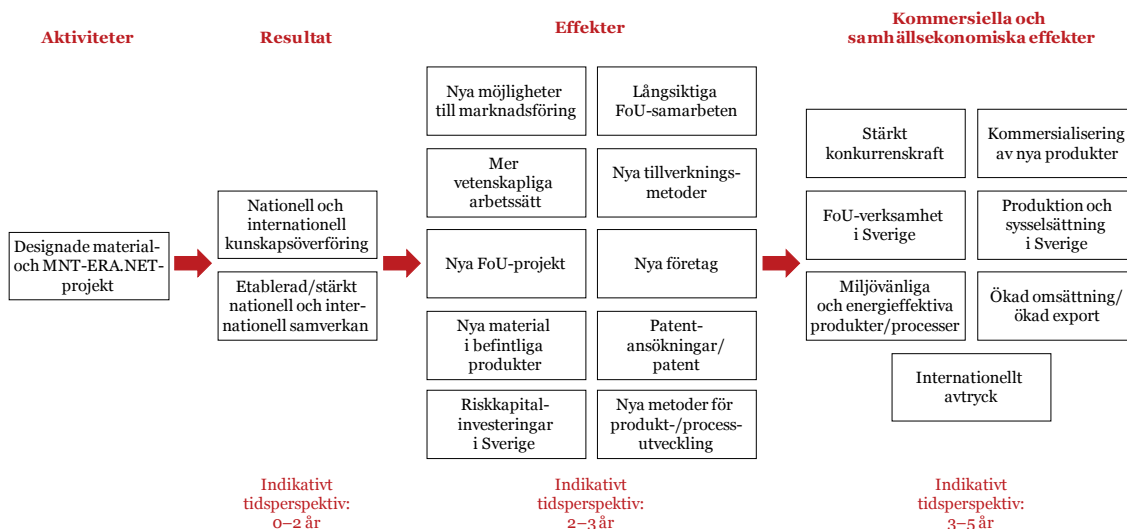 Aktiviteter
Resultat
Effekter
Kommersiella och
samhällsekonomiska effekter
Designade material-
och MNT-ERA.NET-
projekt
Nationell och
internationell
kunskapsöverföring
Etablerad/stärkt
nationell och inter-
nationell samverkan
Nya möjligheter
till marknadsföring
Långsiktiga
FoU-samarbeten
Mer
vetenskapliga
arbetssätt
Nya tillverknings-
metoder
Nya FoU-projekt
Nya företag
Nya material
i befintliga
produkter
Patent-
ansökningar/
patent
Riskkapital-
investeringar
i Sverige
Nya metoder för
produkt-/process-
utveckling
Stärkt
konkurrenskraft
Kommersialisering
av nya produkter
FoU-verksamhet
i Sverige
Produktion och
sysselsättning
i Sverige
Miljövänliga
och energieffektiva
produkter/processer
Ökad omsättning/
ökad export
Internationellt
avtryck
Indikativt
tidsperspektiv:
0–2 år
Indikativt
tidsperspektiv:
2–3 år
Indikativt
tidsperspektiv:
3–5 år